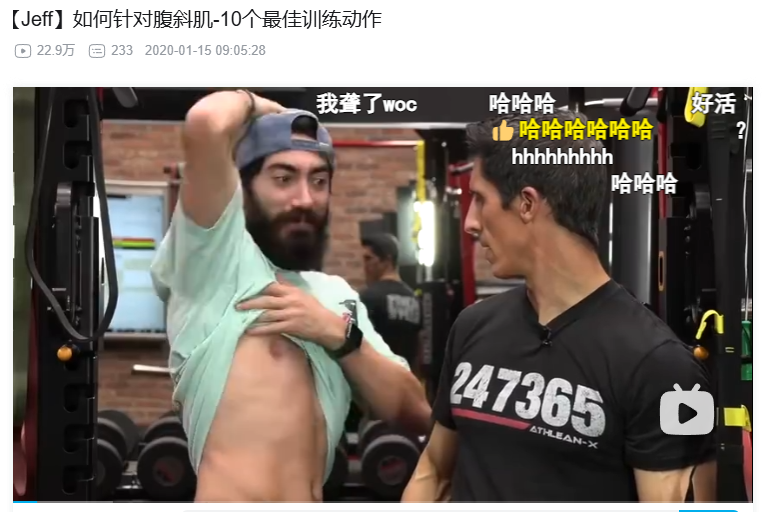 【Jeff】如何针对腹斜肌-10个最佳训练动作
22.9万 233 2020-01-15 09:05:28
我聋了woc 哈哈哈 好活
哈哈哈哈哈哈 ?
hhhhhhhhh
哈哈哈
247365
ATHLEAN-X